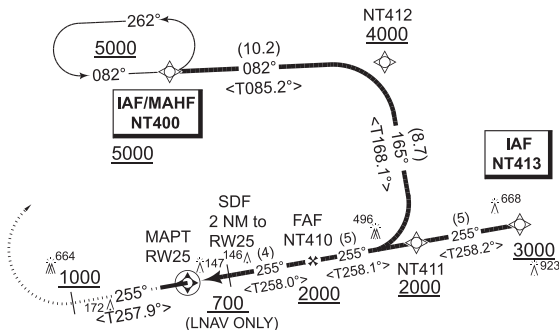 262°
5000
082°
IAF/MAHF
NT400
5000
(10.2)
082°
<T085.2°>
NT412
4000
(8.7)
165°
<T168.1°>
IAF
NT413
668
(5)
255°
<T258.2°>
3000
923
NT411
2000
496
(5)
255°
<T258.1°>
FAF
NT410
2000
SDF
2 NM to
RW25
146
(4)
255°
<T258.0°>
700
(LNAV ONLY)
MAPT
RW25
147
664
1000
172
255°
<T257.9°>